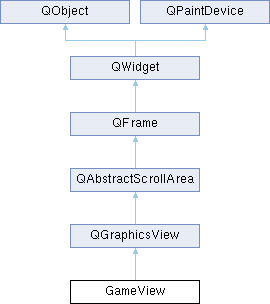 QObject
QPaintDevice
QWidget
QFrame
QAbstractScrollArea
QGraphicsView
GameView